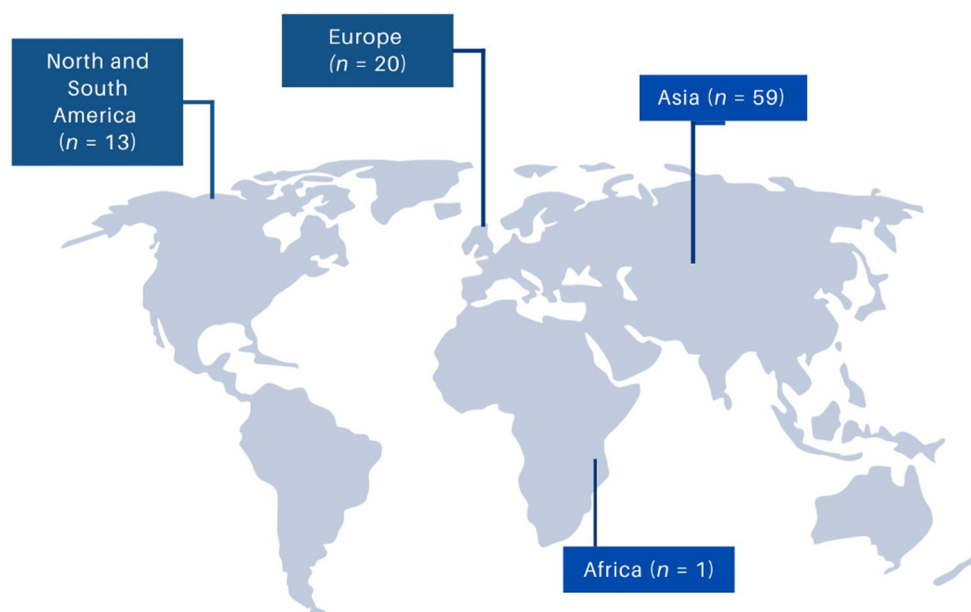 North and
South
America
(n = 13)
Europe
(n = 20)
Asia (n = 59)
Africa (n = 1)